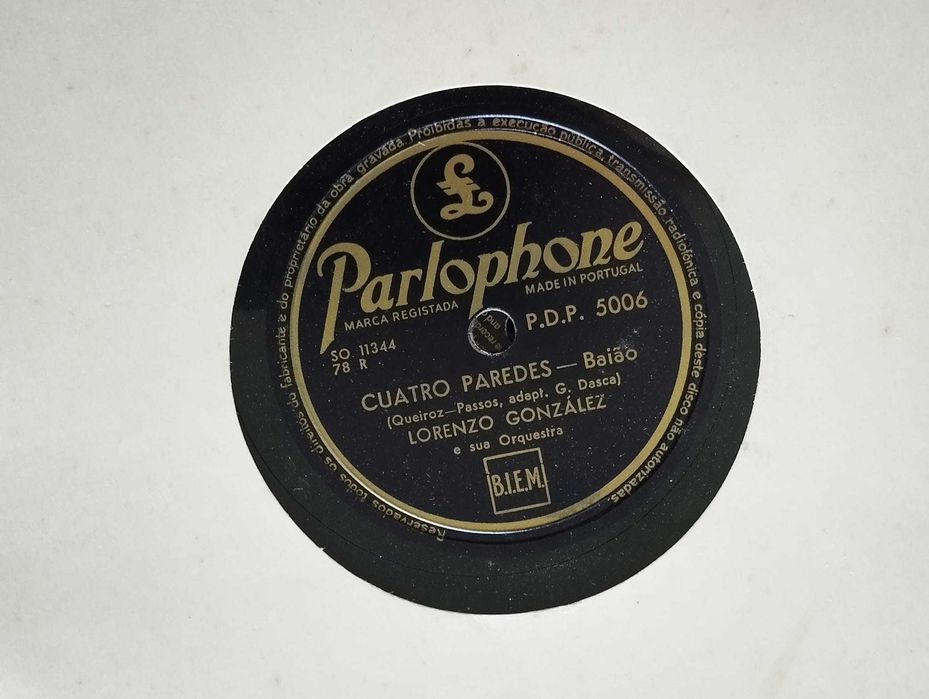 Reservados todos os direitos do fabricante e do proprietário da obra gravada. Proibidas a execução pública, transmissão radiofónica e cópia dêste disco não autorizadas.
£
Parlophone
MARCA REGISTADA
MADE IN PORTUGAL
SO. 11344
78 R
P.D.P. 5006
CUATRO PAREDES — Baião
(Queiroz—Passos, adapt. G. Dasca)
LORENZO GONZÁLEZ
e sua Orquestra
B.I.E.M.